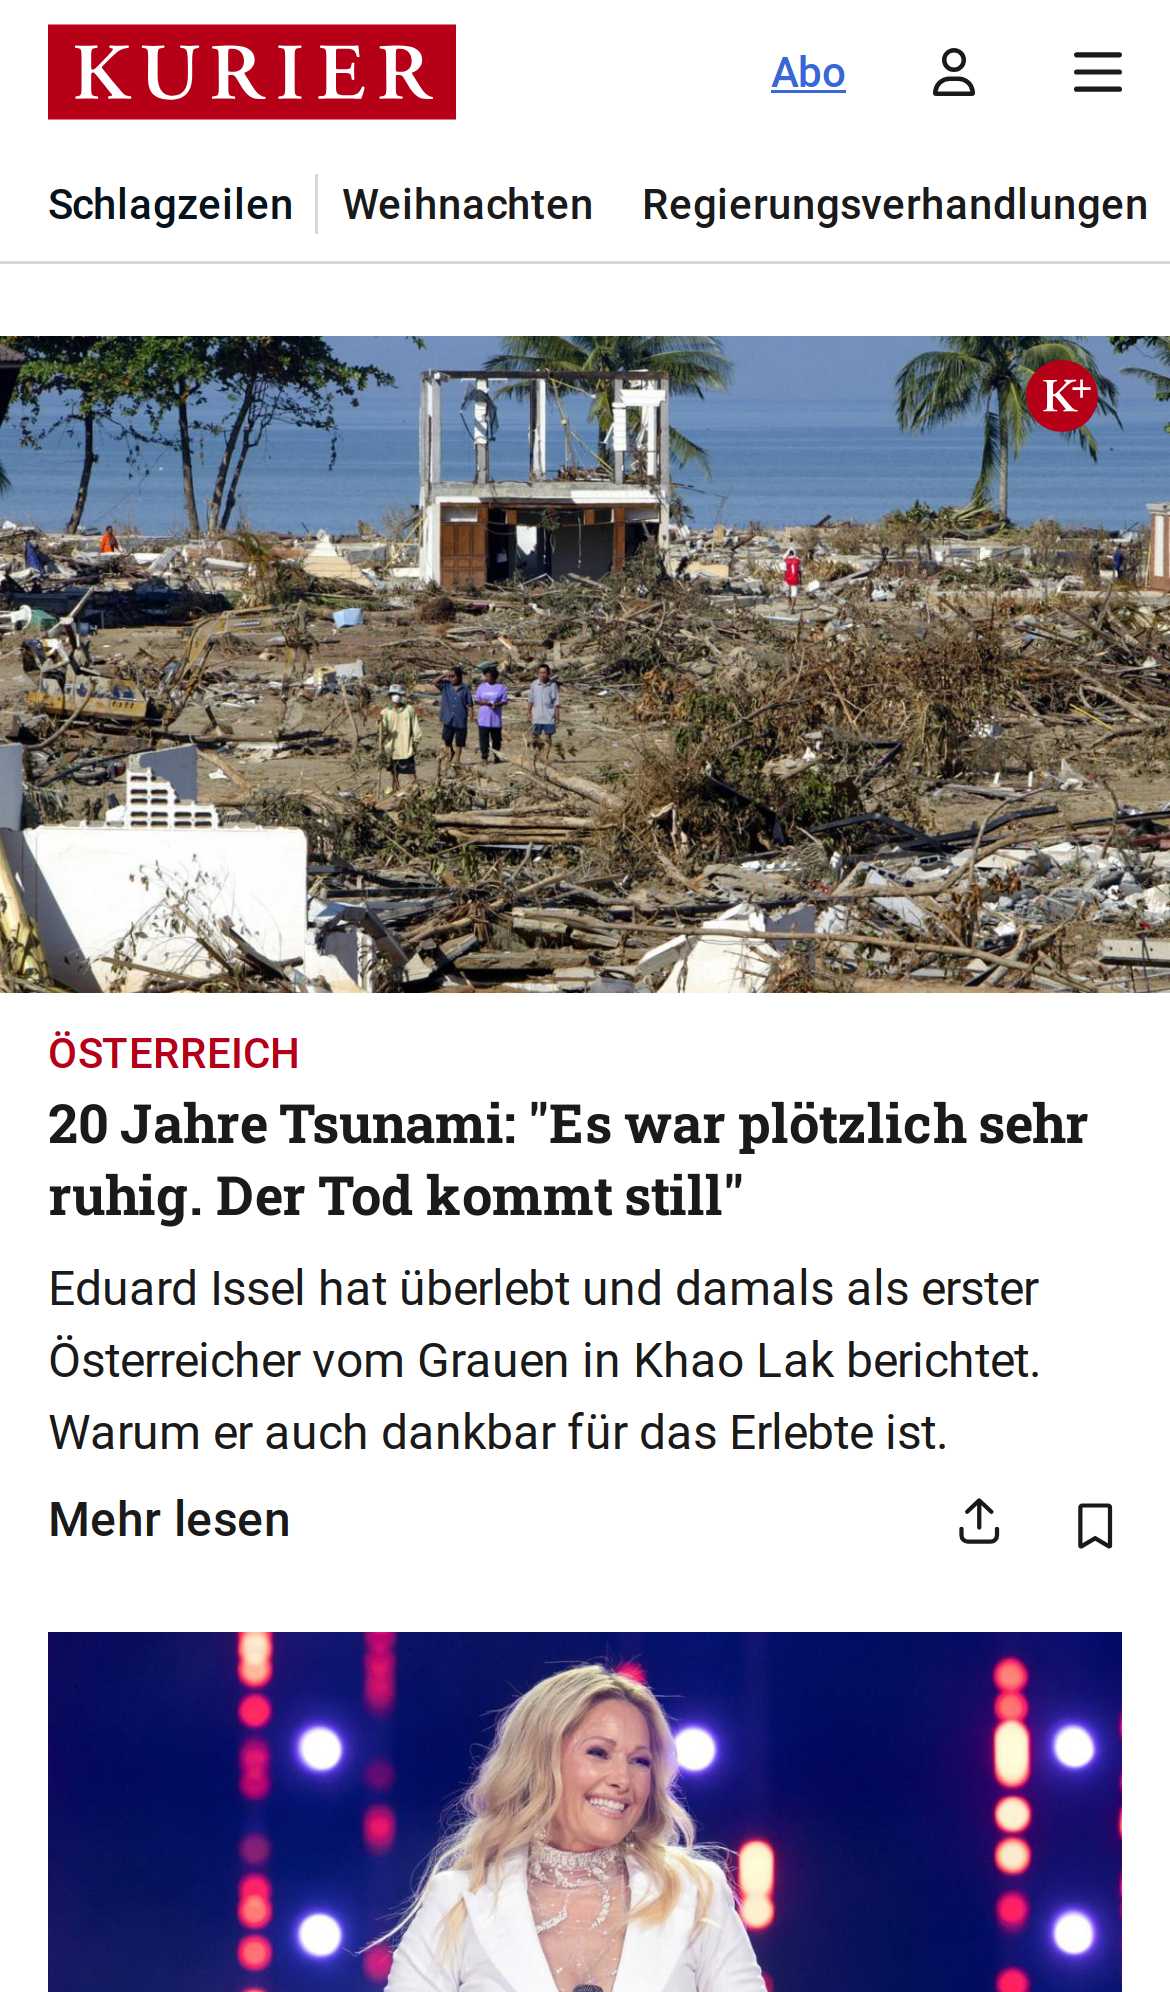 KURIER
Abo
Schlagzeilen
Weihnachten
Regierungsverhandlungen
K+
ÖSTERREICH
20 Jahre Tsunami: "Es war plötzlich sehr
ruhig. Der Tod kommt still"
Eduard Issel hat überlebt und damals als erster
Österreicher vom Grauen in Khao Lak berichtet.
Warum er auch dankbar für das Erlebte ist.
Mehr lesen